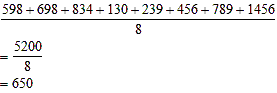 598 + 698 + 834 + 130 + 239 + 456 + 789 + 1456
8
= 5200
8
= 650